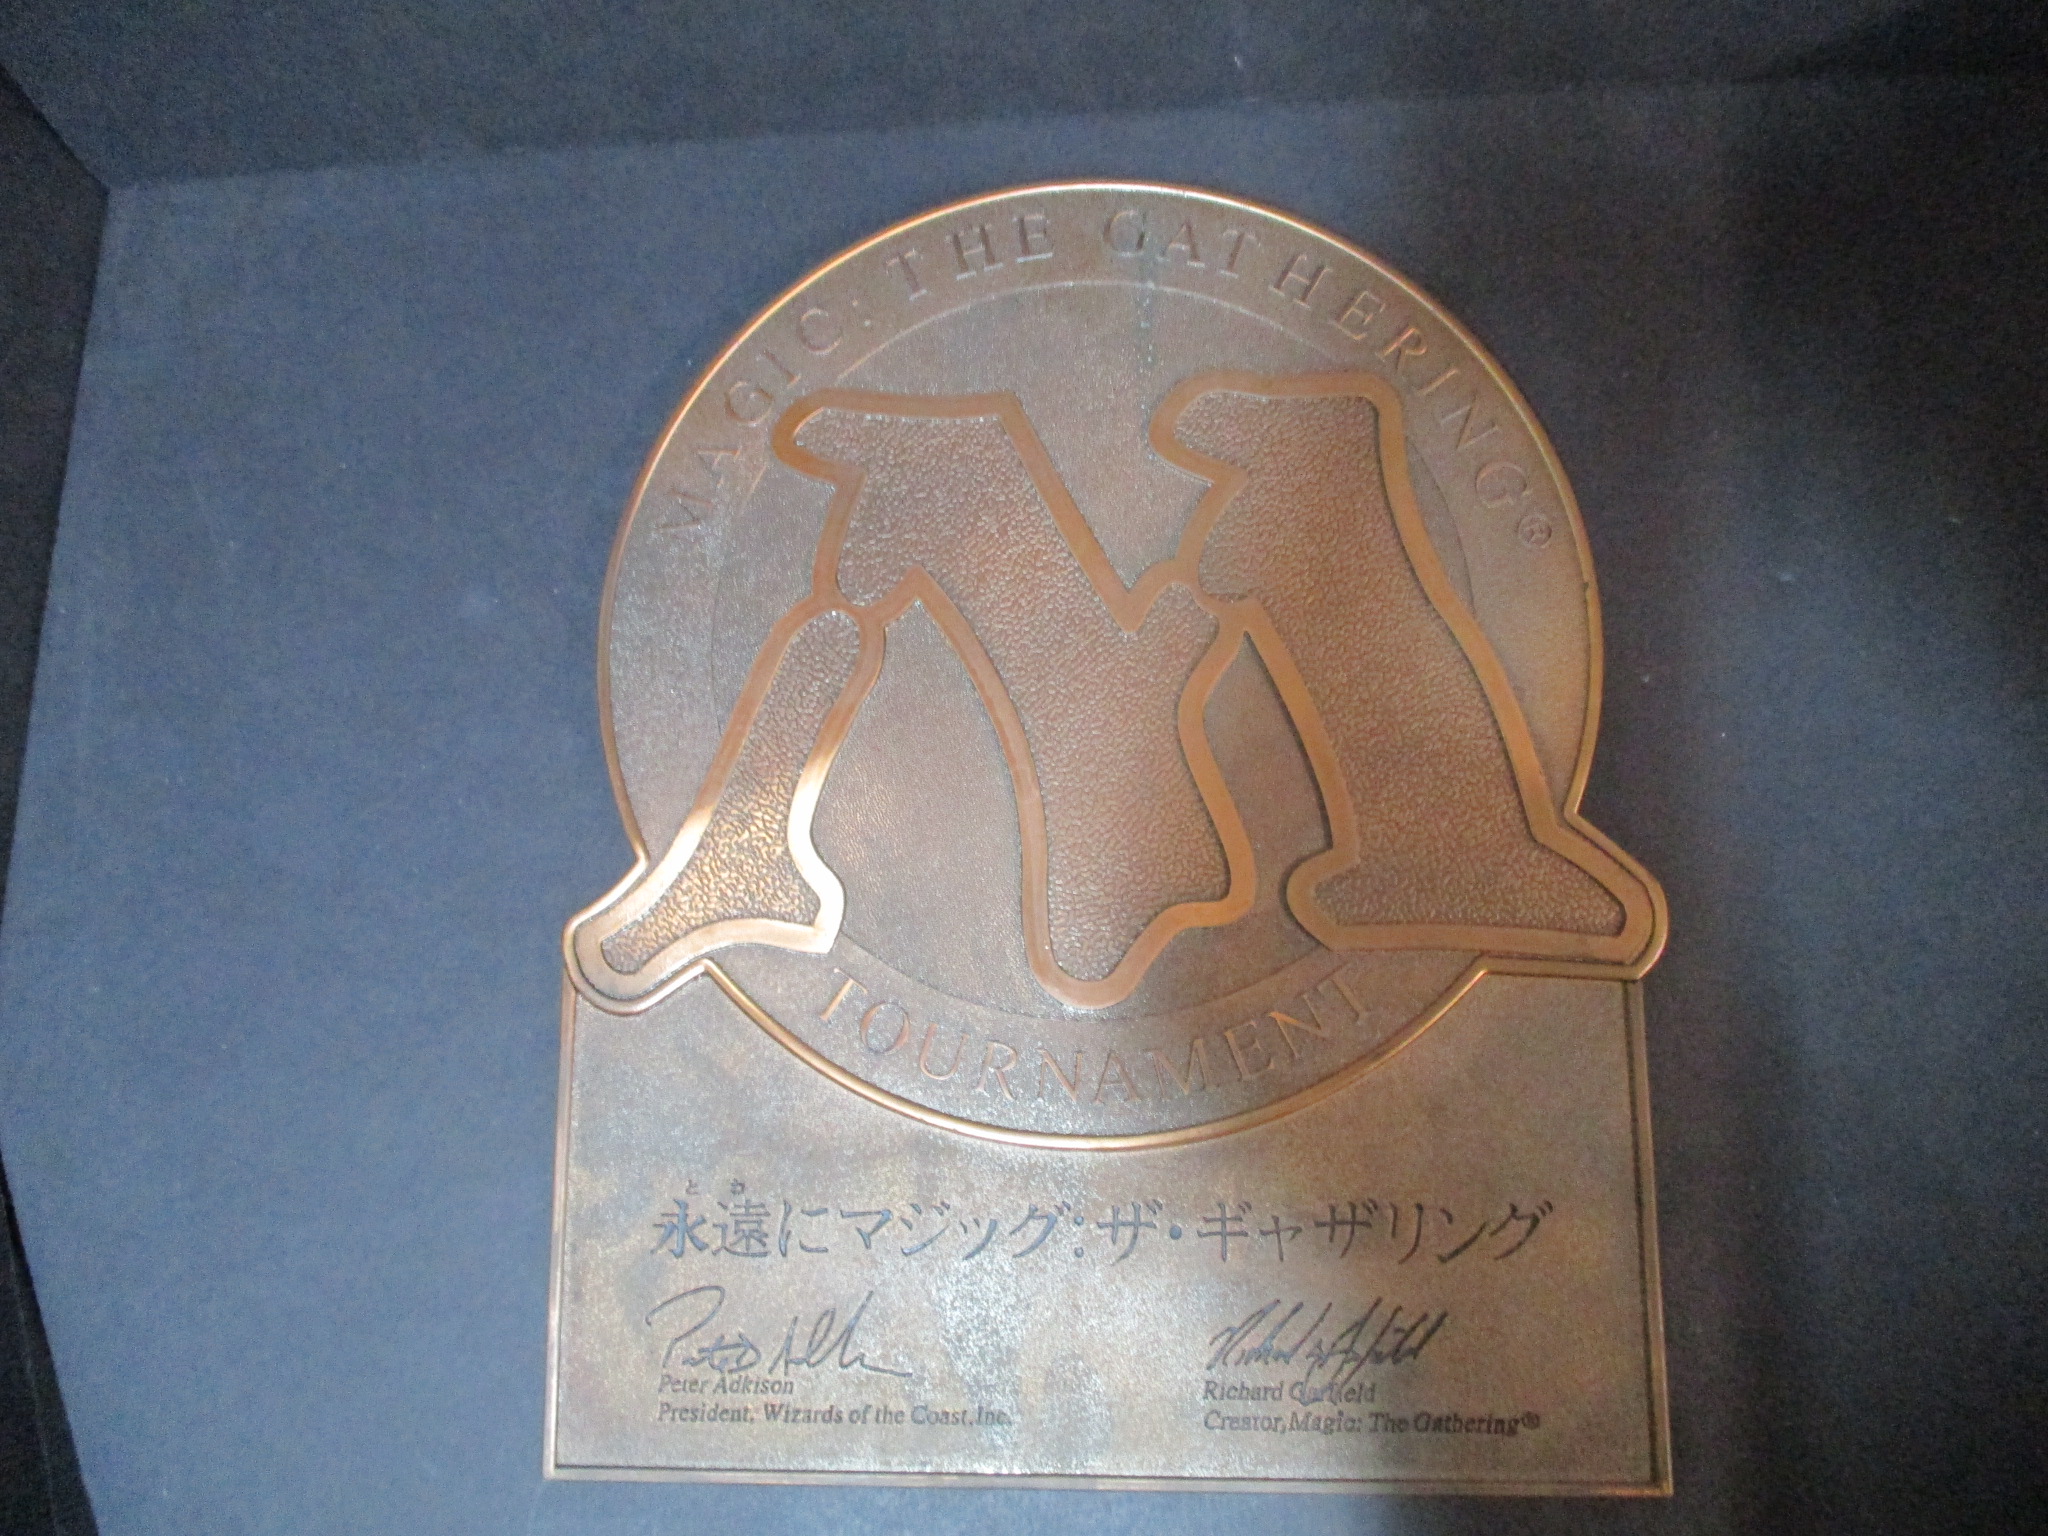 MAGIC: THE GATHERING®
TOURNAMENT
とわ
永遠にマジック:ザ・ギャザリング
Peter Adkison
Richard Garfield
President, Wizards of the Coast, Inc.
Creator, Magic: The Gathering®